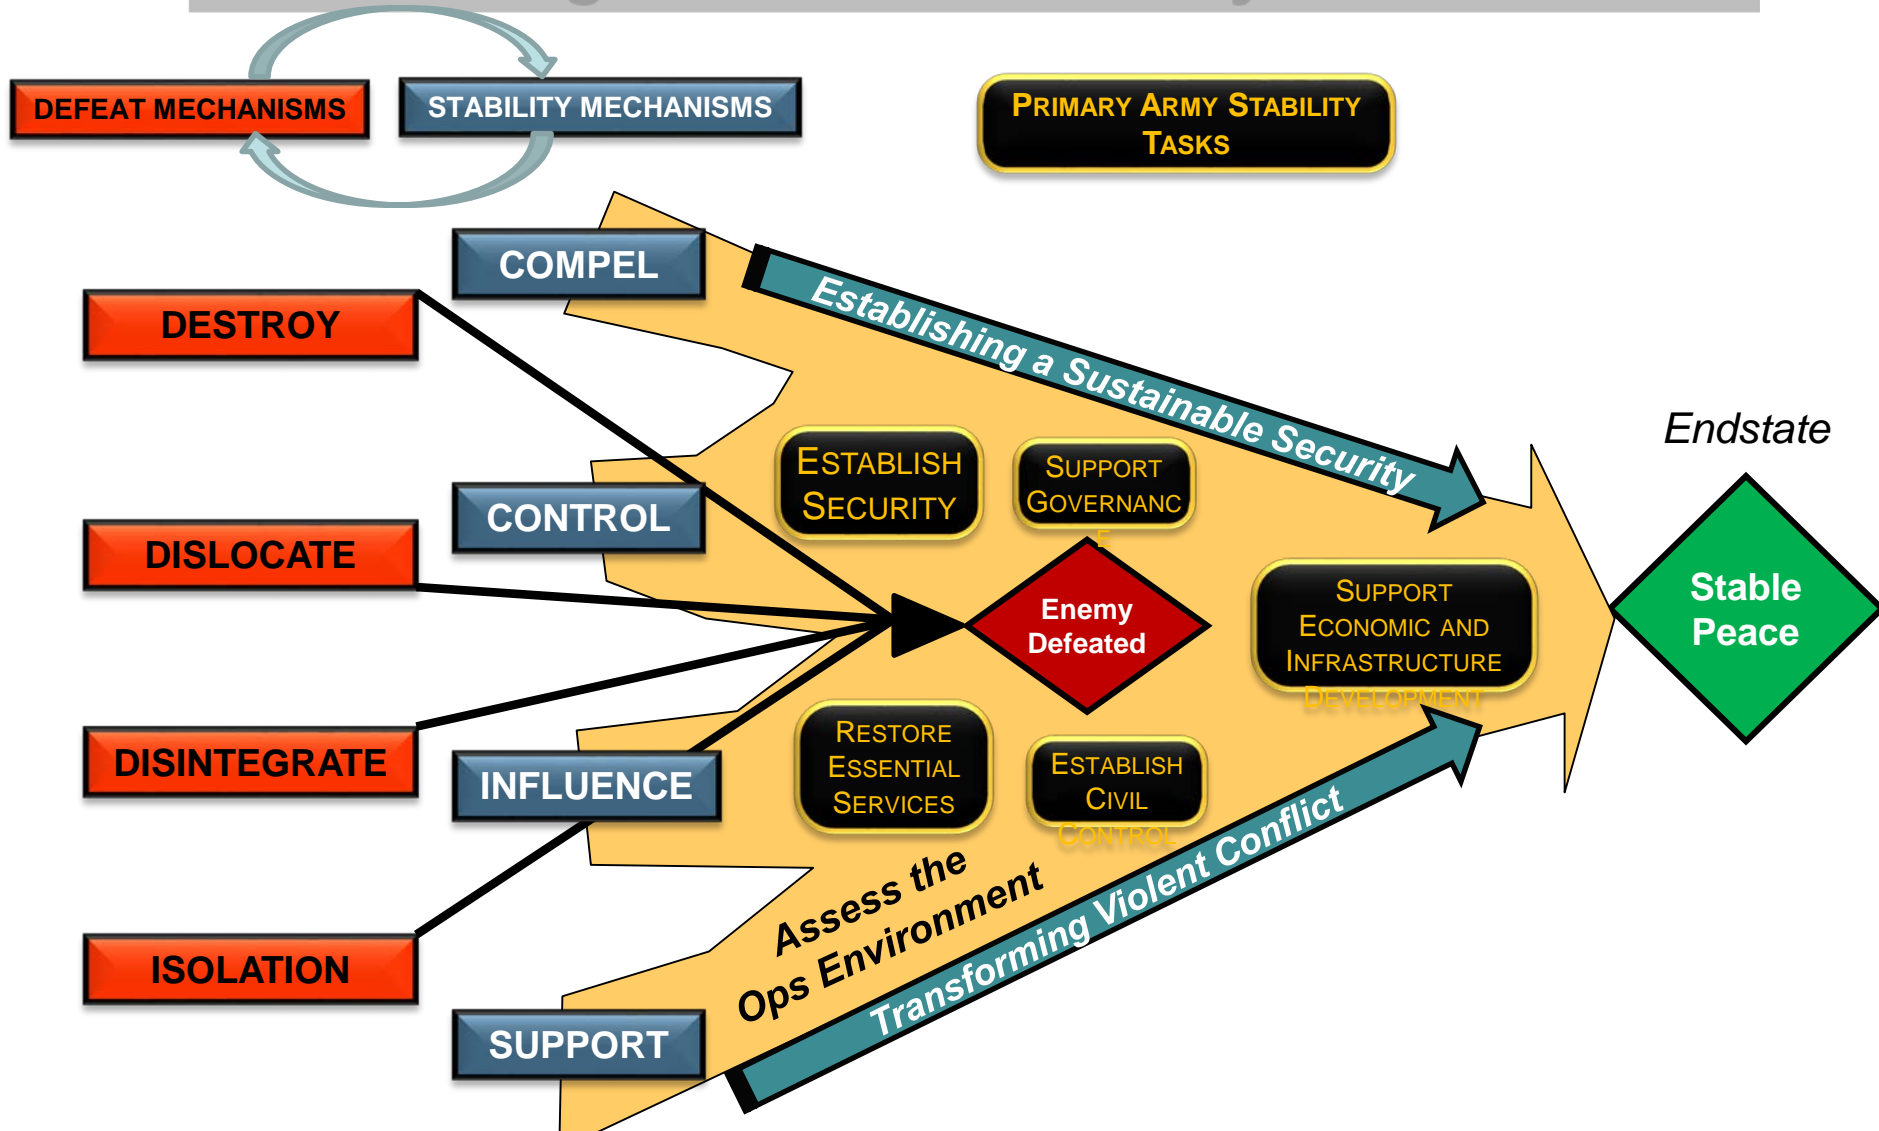 DEFEAT MECHANISMS
STABILITY MECHANISMS
PRIMARY ARMY STABILITY
TASKS
COMPEL
DESTROY
Establishing a Sustainable Security
Endstate
ESTABLISH
SECURITY
SUPPORT
GOVERNANC
E
CONTROL
DISLOCATE
Enemy
Defeated
SUPPORT
ECONOMIC AND
INFRASTRUCTURE
DEVELOPMENT
Stable
Peace
DISINTEGRATE
INFLUENCE
RESTORE
ESSENTIAL
SERVICES
ESTABLISH
CIVIL
CONTROL
Assess the
Ops Environment
Transforming Violent Conflict
ISOLATION
SUPPORT